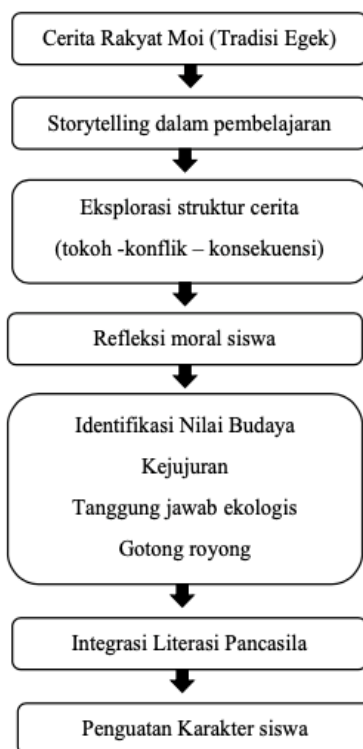 Cerita Rakyat Moi (Tradisi Egek)
Storytelling dalam pembelajaran
Eksplorasi struktur cerita
(tokoh -konflik – konsekuensi)
Refleksi moral siswa
Identifikasi Nilai Budaya
Kejujuran
Tanggung jawab ekologis
Gotong royong
Integrasi Literasi Pancasila
Penguatan Karakter siswa